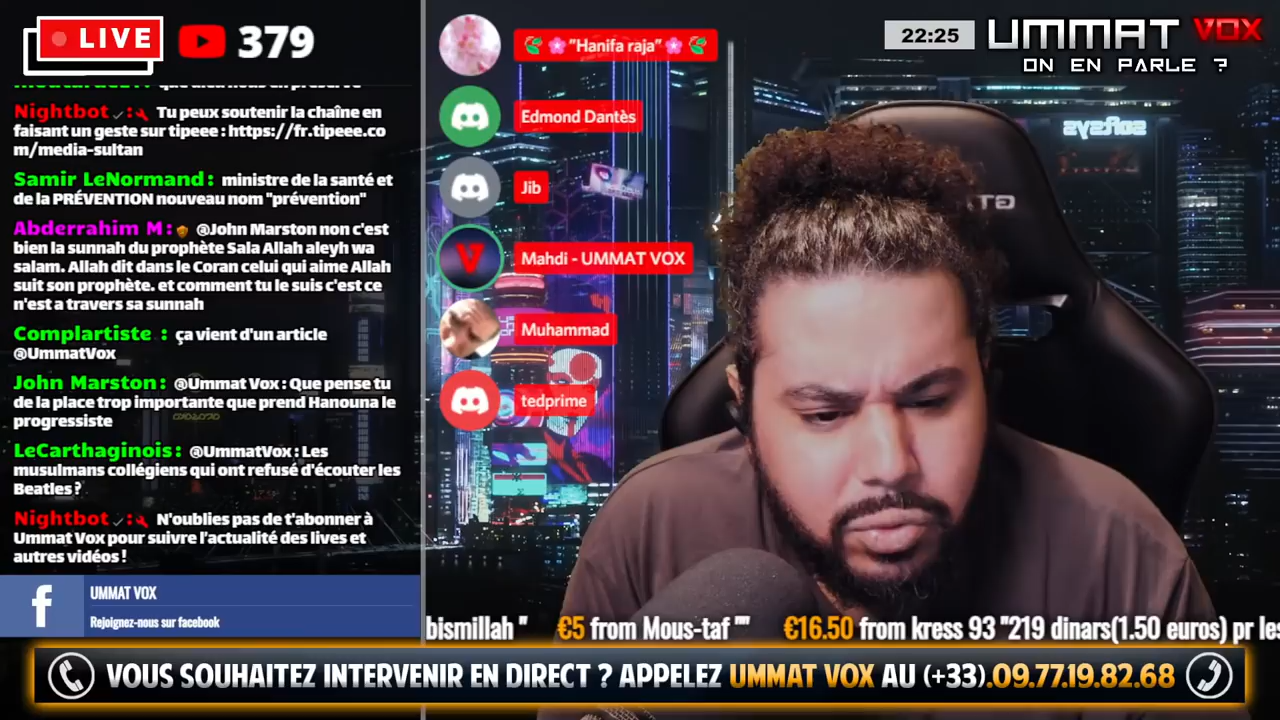 LIVE
379
que dieu nous en préserve
Nightbot : Tu peux soutenir la chaîne en
faisant un geste sur tipeee : https://fr.tipeee.co
m/media-sultan
Samir LeNormand : ministre de la santé et
de la PRÉVENTION nouveau nom "prévention"
Abderrahim M : @John Marston non c'est
bien la sunnah du prophète Sala Allah aleyh wa
salam. Allah dit dans le Coran celui qui aime Allah
suit son prophète. et comment tu le suis c'est ce
n'est a travers sa sunnah
Complartiste : ça vient d'un article
@UmmatVox
John Marston : @Ummat Vox : Que pense tu
de la place trop importante que prend Hanouna le
progressiste
LeCarthaginois : @UmmatVox : Les
musulmans collégiens qui ont refusé d'écouter les
Beatles ?
Nightbot : N'oublies pas de t'abonner à
Ummat Vox pour suivre l'actualité des lives et
autres vidéos !
f
UMMAT VOX
Rejoignez-nous sur facebook
"Hanifa raja"
Edmond Dantès
Jib
V
Mahdi - UMMAT VOX
Muhammad
tedprime
22:25
UMMAT VOX
ON EN PARLE ?
bismillah " €5 from Mous-taf "" €16.50 from kress 93 "219 dinars(1.50 euros) pr les
VOUS SOUHAITEZ INTERVENIR EN DIRECT ? APPELEZ UMMAT VOX AU (+33).09.77.19.82.68